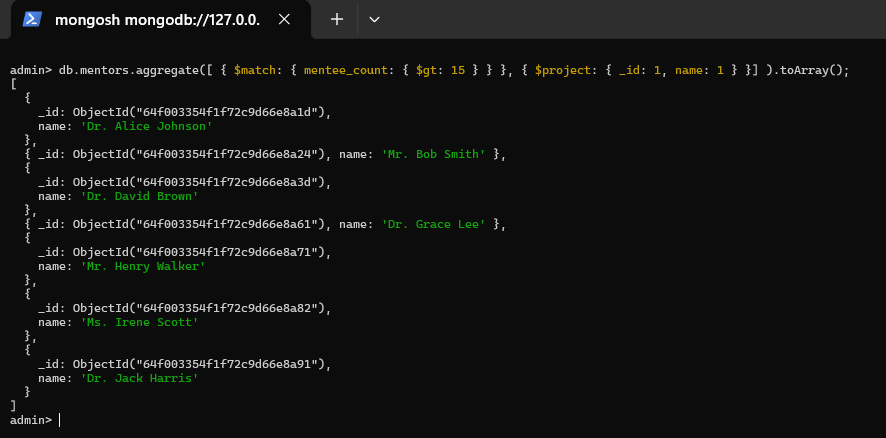 mongosh mongodb://127.0.0.
admin> db.mentors.aggregate([ { $match: { mentee_count: { $gt: 15 } } }, { $project: { _id: 1, name: 1 } }] ).toArray();
[
  {
    _id: ObjectId("64f003354f1f72c9d66e8a1d"),
    name: 'Dr. Alice Johnson'
  },
  { _id: ObjectId("64f003354f1f72c9d66e8a24"), name: 'Mr. Bob Smith' },
  {
    _id: ObjectId("64f003354f1f72c9d66e8a3d"),
    name: 'Dr. David Brown'
  },
  { _id: ObjectId("64f003354f1f72c9d66e8a61"), name: 'Dr. Grace Lee' },
  {
    _id: ObjectId("64f003354f1f72c9d66e8a71"),
    name: 'Mr. Henry Walker'
  },
  {
    _id: ObjectId("64f003354f1f72c9d66e8a82"),
    name: 'Ms. Irene Scott'
  },
  {
    _id: ObjectId("64f003354f1f72c9d66e8a91"),
    name: 'Dr. Jack Harris'
  }
]
admin>